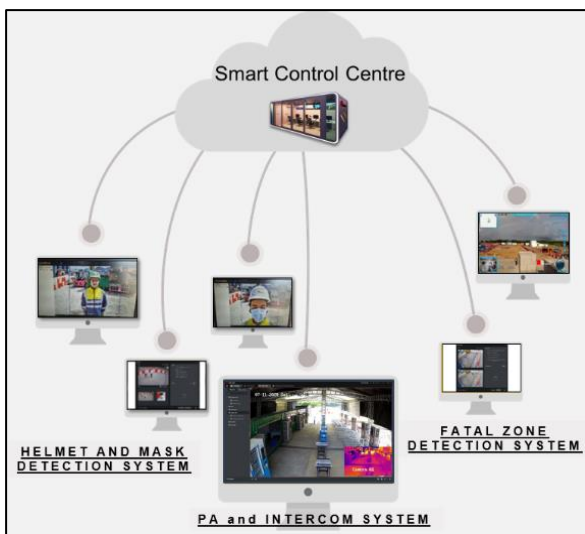 Smart Control Centre
HELMET AND MASK
DETECTION SYSTEM
FATAL ZONE
DETECTION SYSTEM
PA and INTERCOM SYSTEM